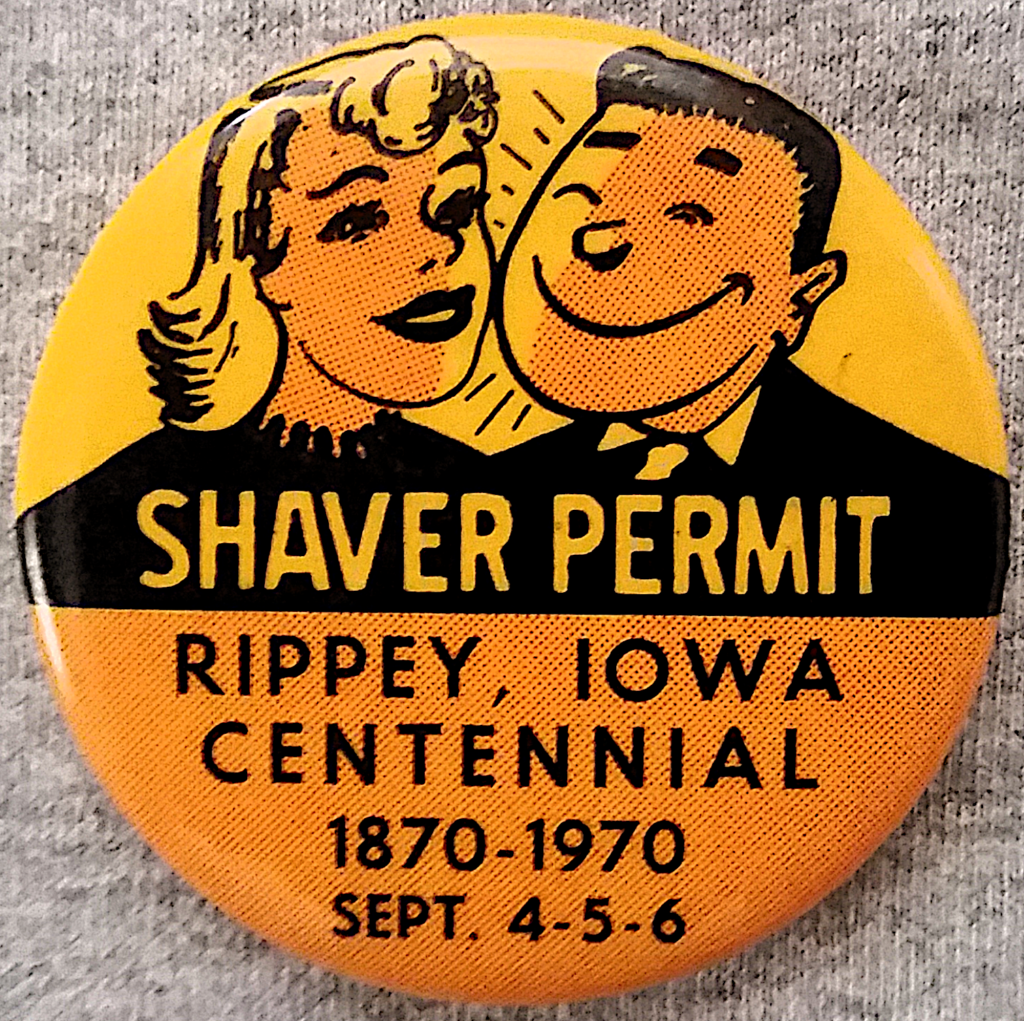 SHAVER PERMIT
RIPPEY, IOWA
CENTENNIAL
1870-1970
SEPT. 4-5-6